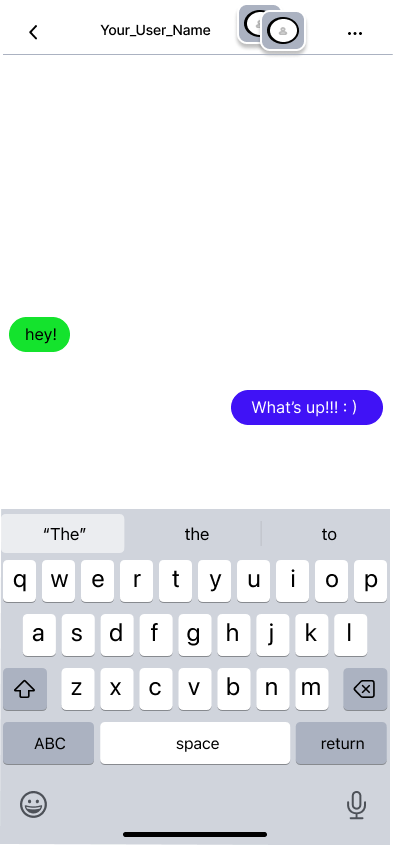 Your_User_Name
hey!
What's up!!! : )
“The” the to
q w e r t y u i o p
a s d f g h j k l
z x c v b n m
ABC space return